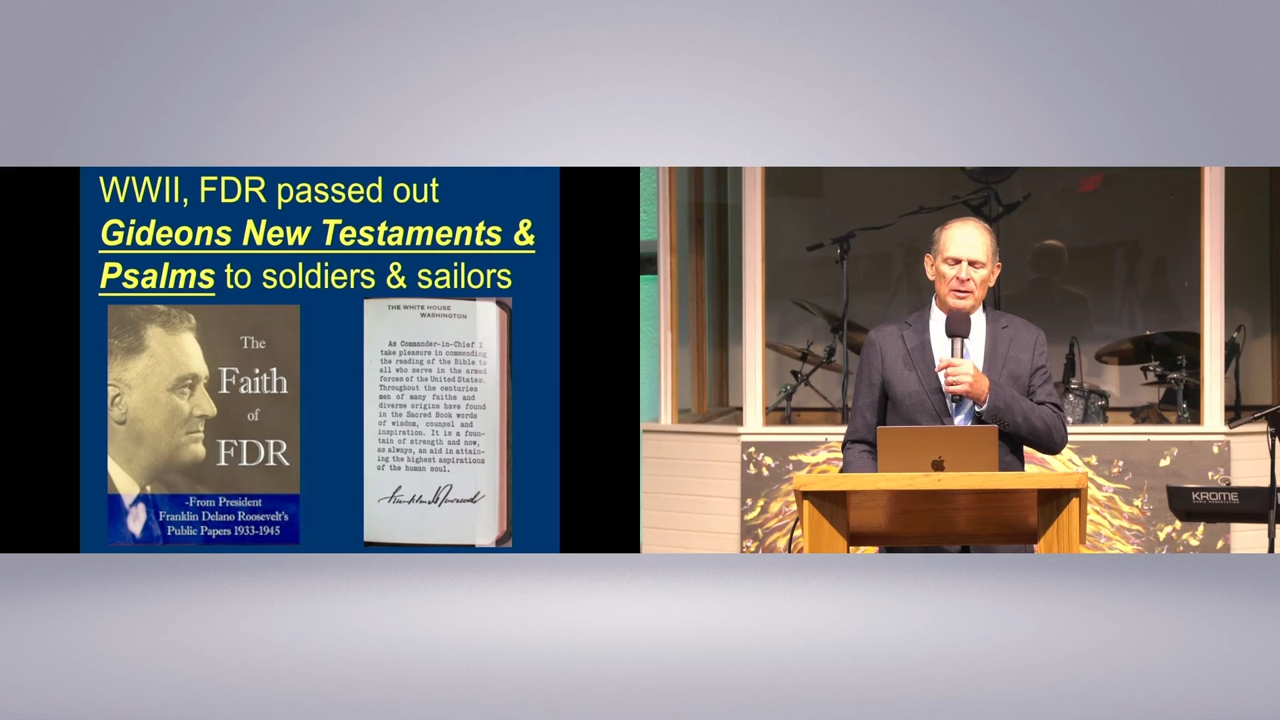 WWII, FDR passed out
Gideons New Testaments &
Psalms to soldiers & sailors
The
Faith
of
FDR
-From President
Franklin Delano Roosevelt's
Public Papers 1933-1945
THE WHITE HOUSE
WASHINGTON
As Commander-in-Chief I
take pleasure in commending
the reading of the Bible to
all who serve in the armed
forces of the United States.
Throughout the centuries
men of many faiths and
diverse origins have found
in the Sacred Book words
of wisdom, counsel and
inspiration. It is a foun-
tain of strength and now,
as always, an aid in attain-
ing the highest aspirations
of the human soul.
Franklin D Roosevelt
KROME
MUSIC WORKSTATION